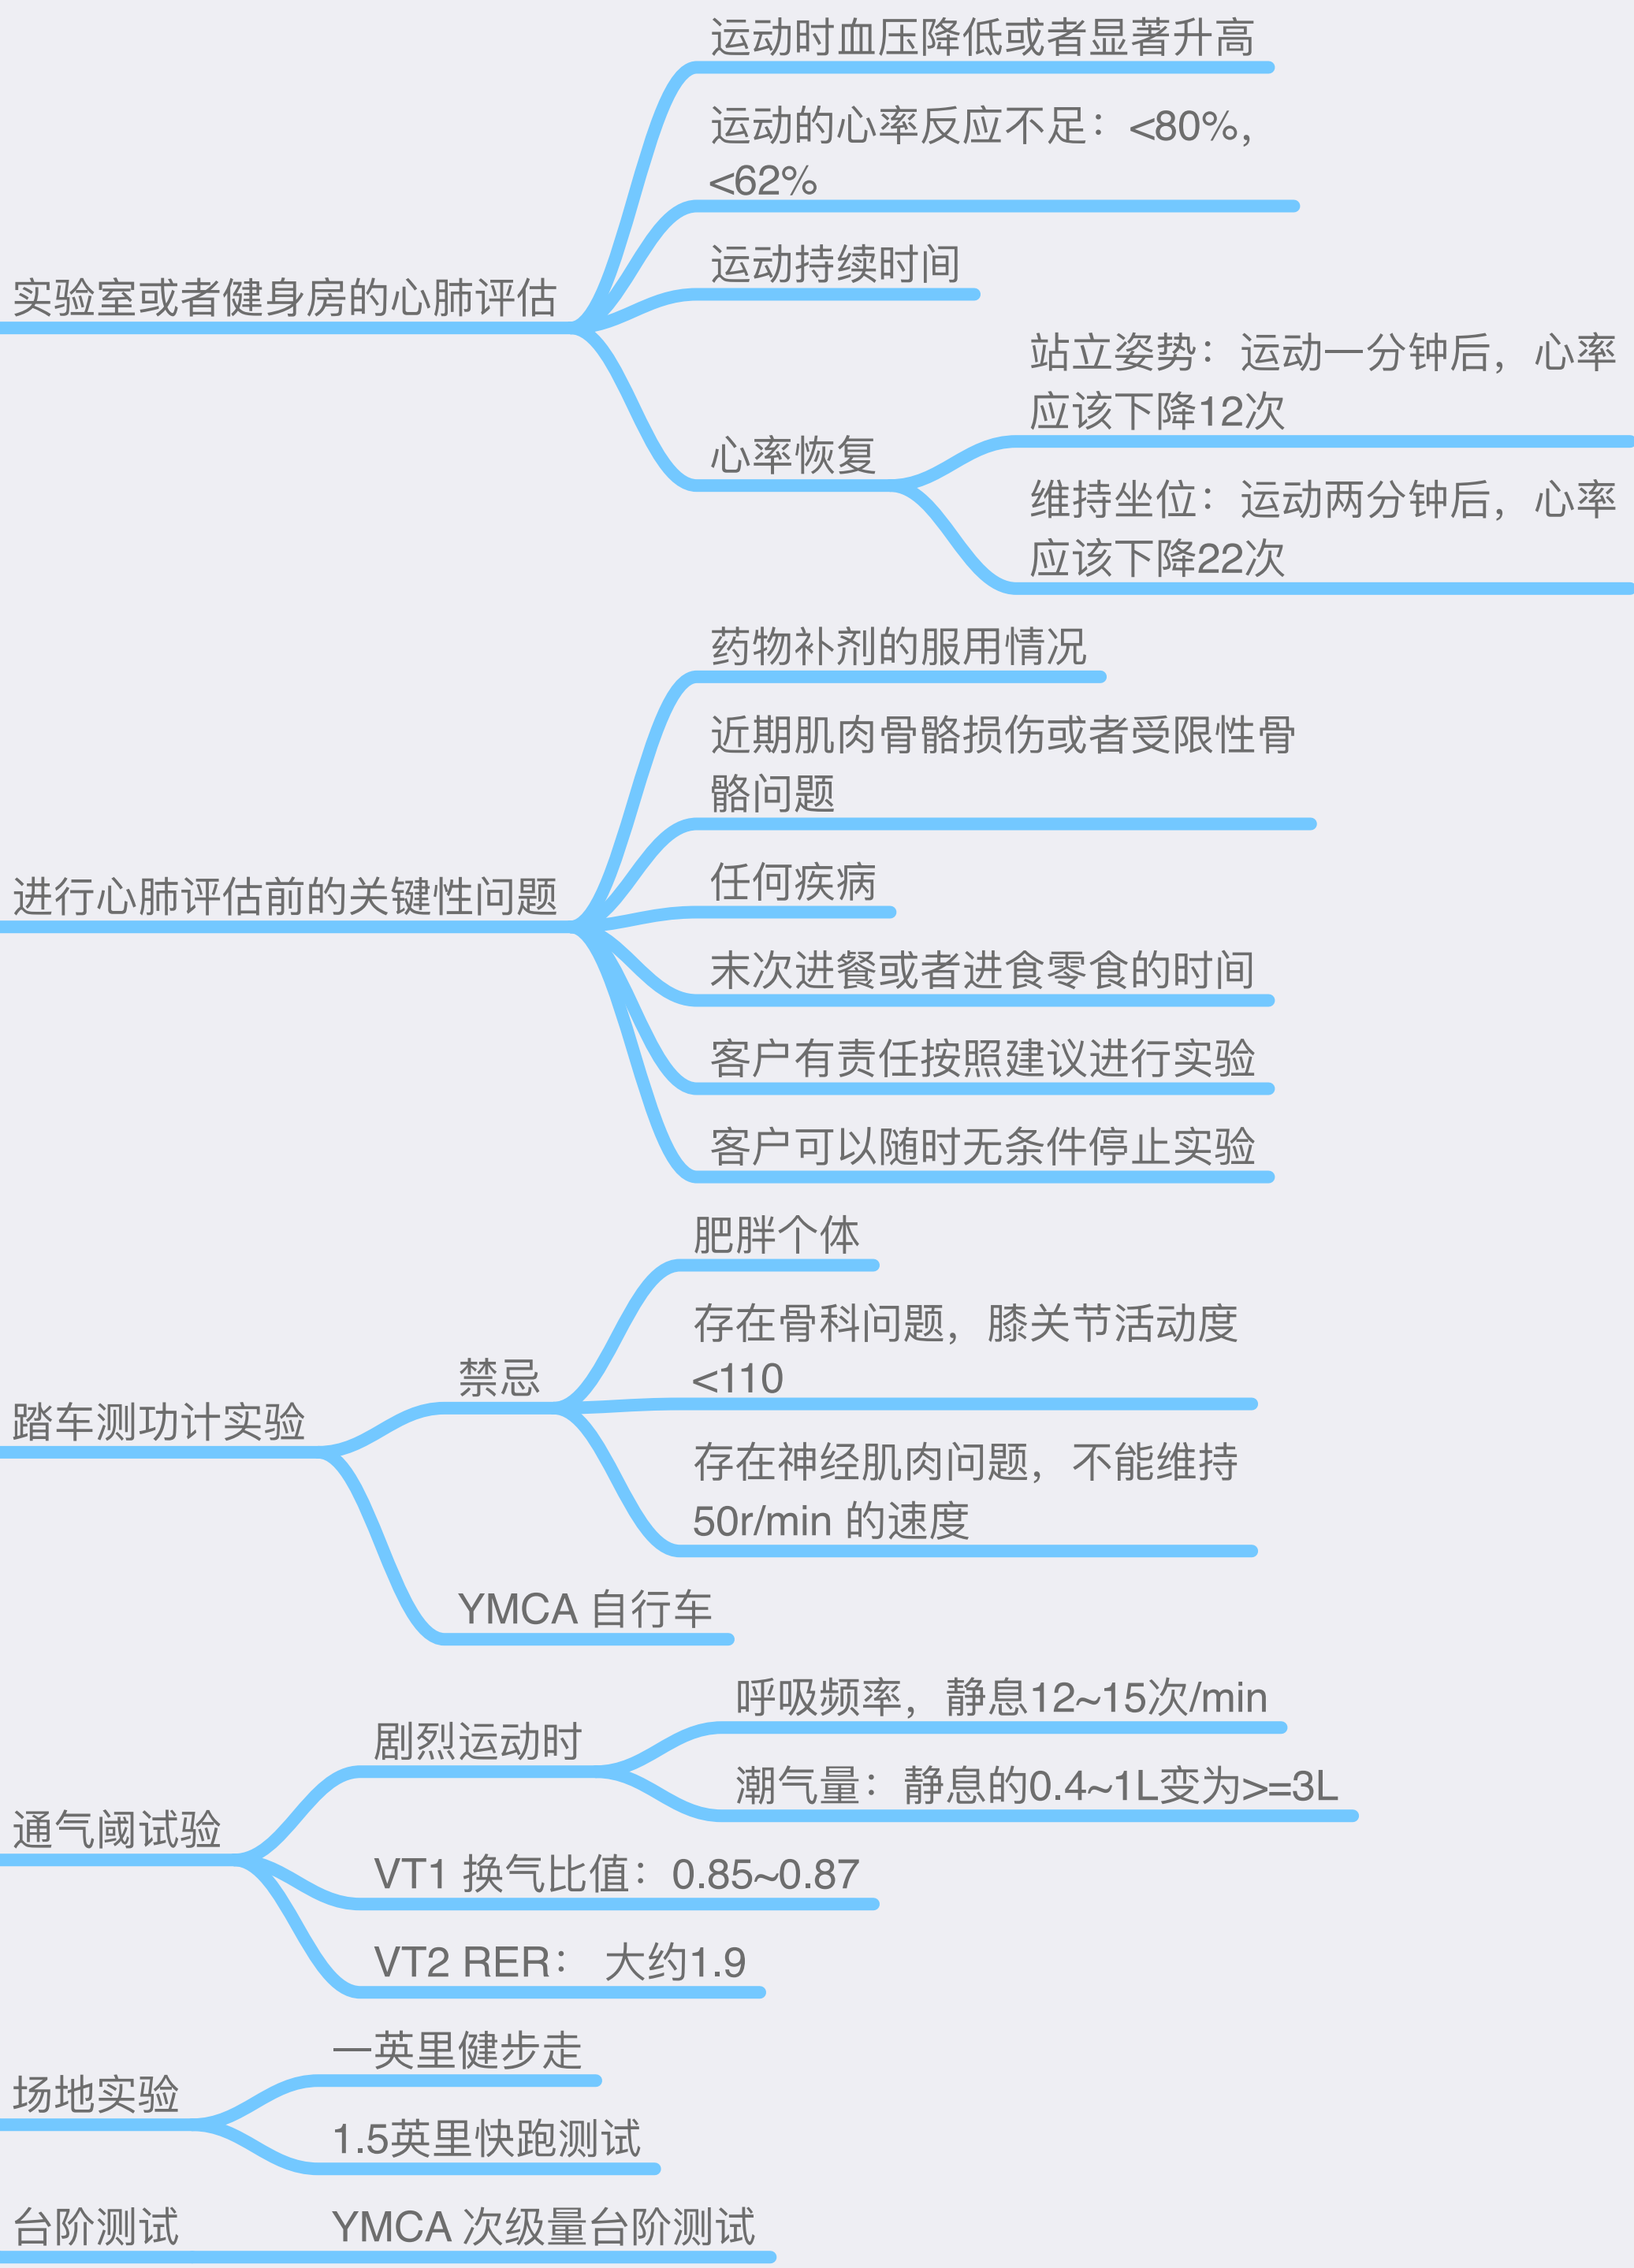 运动时血压降低或者显著升高
运动的心率反应不足：<80%，
<62%
运动持续时间
实验室或者健身房的心肺评估
站立姿势：运动一分钟后，心率
应该下降12次
心率恢复
维持坐位：运动两分钟后，心率
应该下降22次
药物补剂的服用情况
近期肌肉骨骼损伤或者受限性骨
骼问题
进行心肺评估前的关键性问题
任何疾病
末次进餐或者进食零食的时间
客户有责任按照建议进行实验
客户可以随时无条件停止实验
肥胖个体
存在骨科问题，膝关节活动度
<110
禁忌
踏车测功计实验
存在神经肌肉问题，不能维持
50r/min 的速度
YMCA 自行车
呼吸频率，静息12~15次/min
剧烈运动时
潮气量：静息的0.4~1L变为>=3L
通气阈试验
VT1 换气比值：0.85~0.87
VT2 RER： 大约1.9
一英里健步走
场地实验
1.5英里快跑测试
台阶测试
YMCA 次级量台阶测试